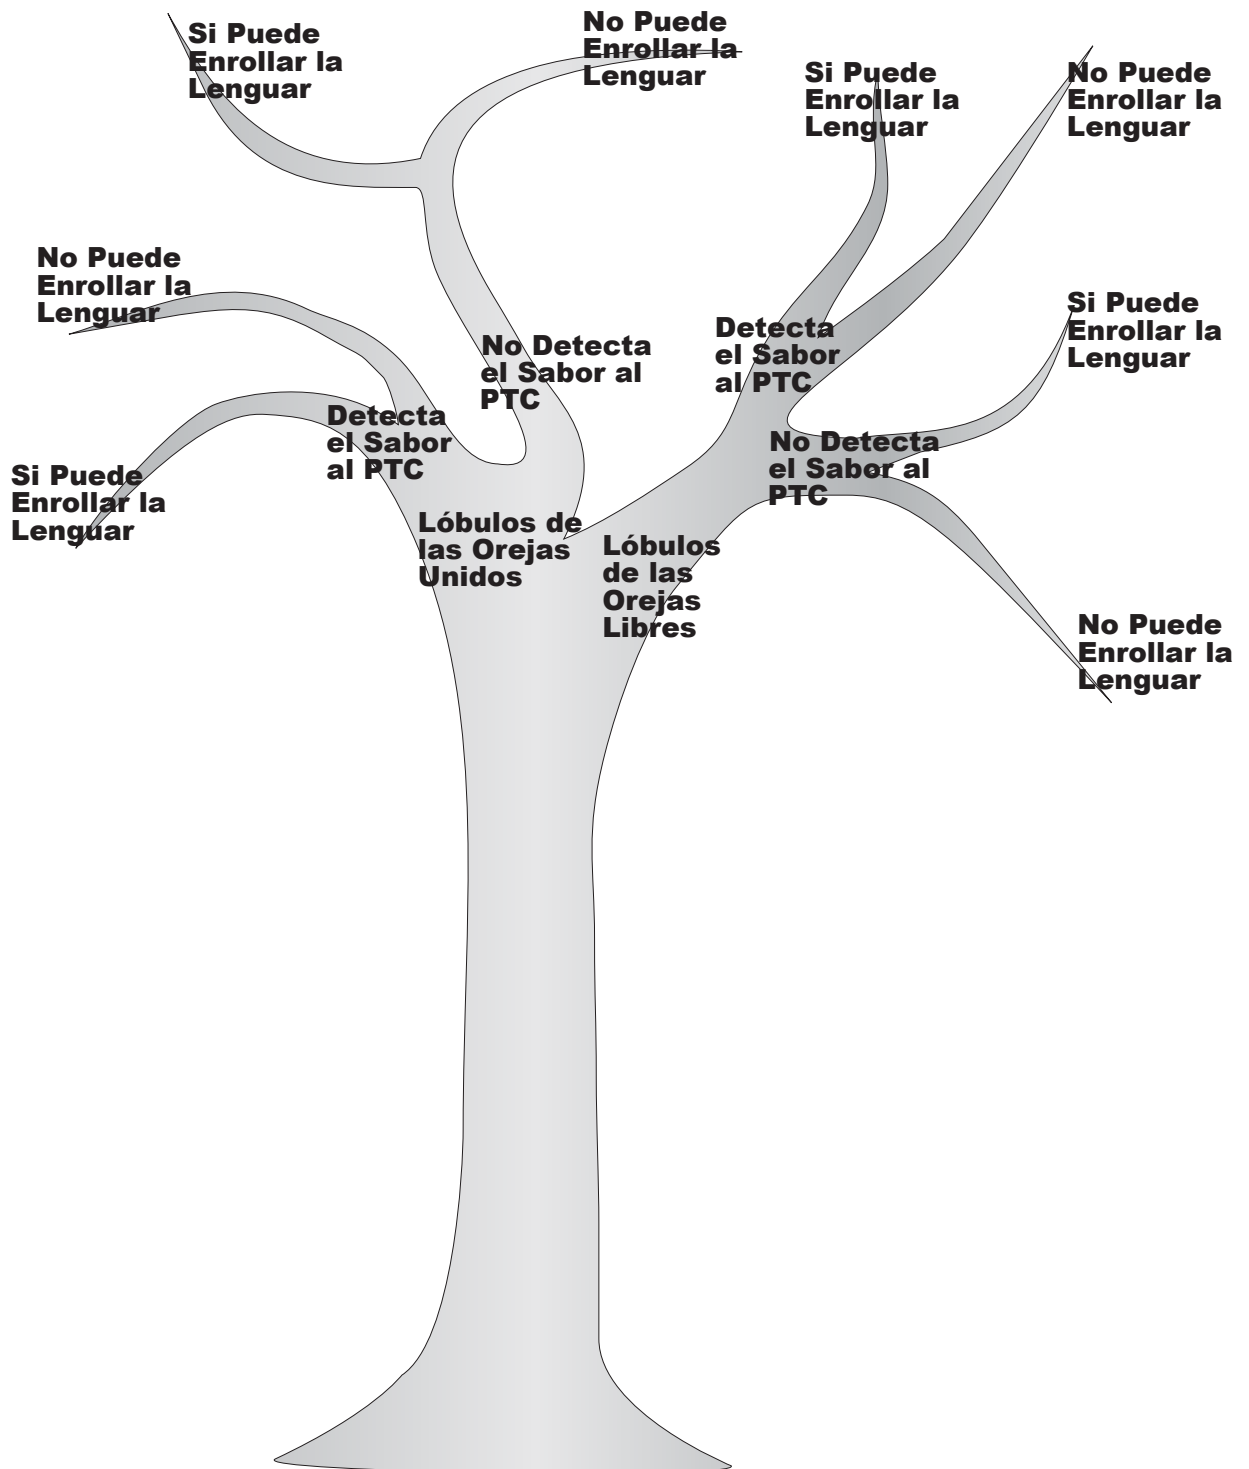 Si Puede
Enrollar la
Lenguar
No Puede
Enrollar la
Lenguar
Si Puede
Enrollar la
Lenguar
No Puede
Enrollar la
Lenguar
No Puede
Enrollar la
Lenguar
No Detecta
el Sabor al
PTC
Detecta
el Sabor
al PTC
Si Puede
Enrollar la
Lenguar
Detecta
el Sabor
al PTC
No Detecta
el Sabor al
PTC
Si Puede
Enrollar la
Lenguar
Lóbulos de
las Orejas
Unidos
Lóbulos
de las
Orejas
Libres
No Puede
Enrollar la
Lenguar